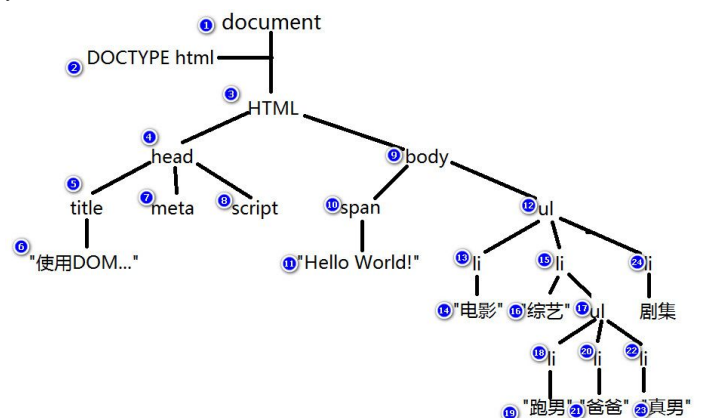 1 document
2 DOCTYPE html
3 HTML
4 head
9 body
5 title
7 meta
8 script
10 span
12 ul
6 "使用DOM..."
11 "Hello World!"
13 li
15 li
24 li
14 "电影"
16 "综艺"
17 ul
剧集
18 li
20 li
22 li
19 "跑男"
21 "爸爸"
23 "真男"